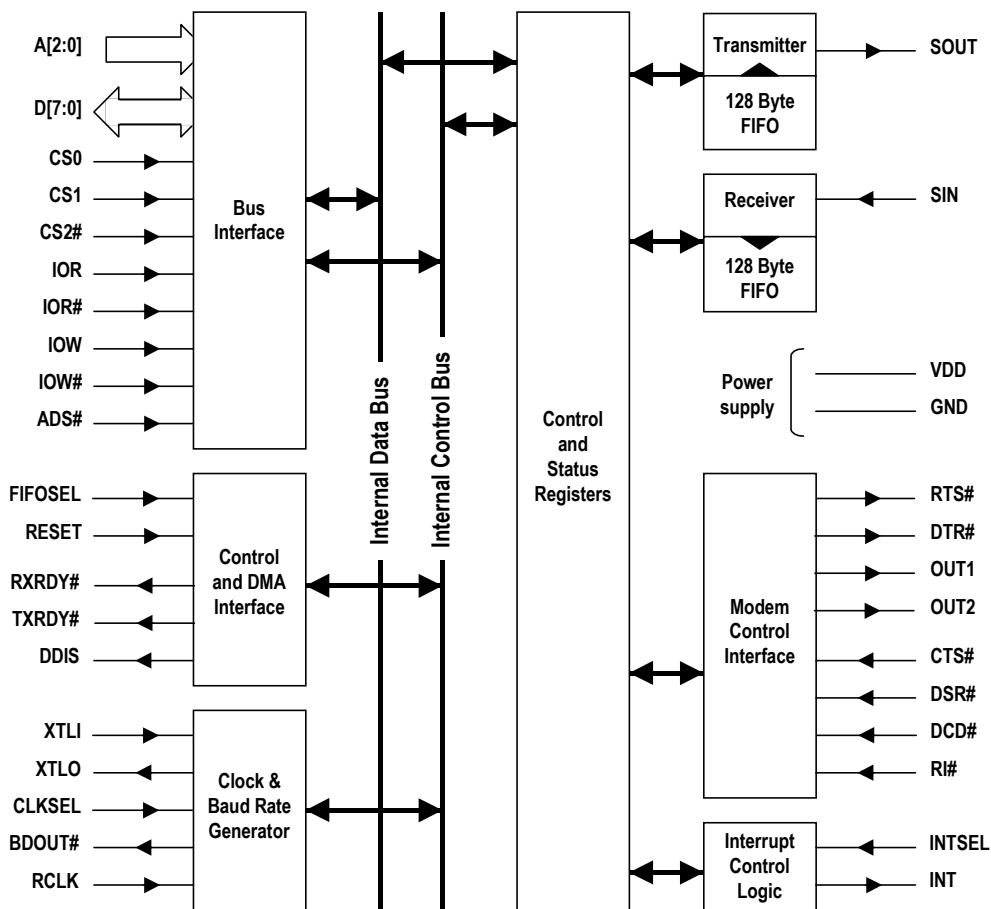 A[2:0]
D[7:0]
CS0
CS1
CS2#
IOR
IOR#
IOW
IOW#
ADS#
Bus
Interface
FIFOSEL
RESET
RXRDY#
TXRDY#
DDIS
Control
and DMA
Interface
XTLI
XTLO
CLKSEL
BDOUT#
RCLK
Clock &
Baud Rate
Generator
Internal Data Bus
Internal Control Bus
Control
and
Status
Registers
Transmitter
128 Byte
FIFO
SOUT
Receiver
128 Byte
FIFO
SIN
Power
supply
VDD
GND
Modem
Control
Interface
RTS#
DTR#
OUT1
OUT2
CTS#
DSR#
DCD#
RI#
Interrupt
Control
Logic
INTSEL
INT